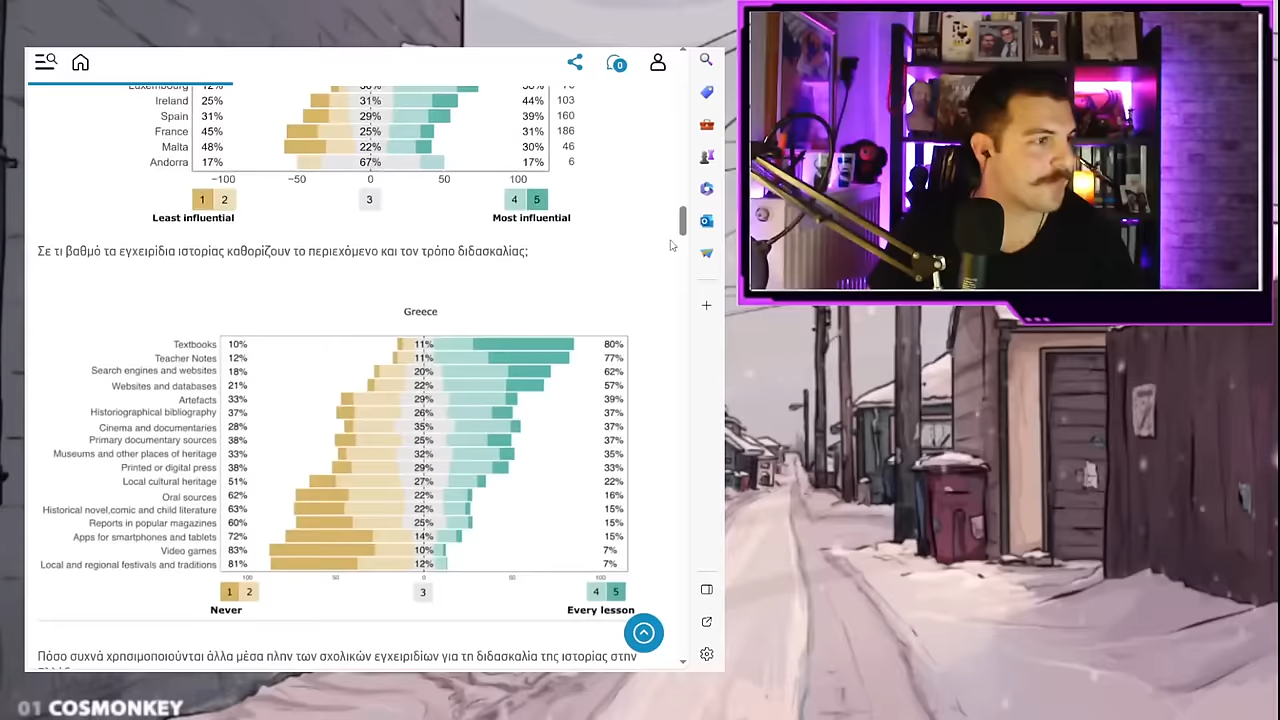 Luxembourg 12% 30%
Ireland 25% 31% 44% 103
Spain 31% 29% 39% 160
France 45% 25% 31% 186
Malta 48% 22% 30% 46
Andorra 17% 67% 17% 6
−100 −50 0 50 100
1 2 3 4 5
Least influential Most influential
Σε τι βαθμό τα εγχειρίδια ιστορίας καθορίζουν το περιεχόμενο και τον τρόπο διδασκαλίας;
Greece
Textbooks 10% 11% 80%
Teacher Notes 12% 11% 77%
Search engines and websites 18% 20% 62%
Websites and databases 21% 22% 57%
Artefacts 33% 29% 39%
Historiographical bibliography 37% 26% 37%
Cinema and documentaries 28% 35% 37%
Primary documentary sources 38% 25% 37%
Museums and other places of heritage 33% 32% 35%
Printed or digital press 38% 29% 33%
Local cultural heritage 51% 27% 22%
Oral sources 62% 22% 16%
Historical novel,comic and child literature 63% 22% 15%
Reports in popular magazines 60% 25% 15%
Apps for smartphones and tablets 72% 14% 15%
Video games 83% 10% 7%
Local and regional festivals and traditions 81% 12% 7%
100 50 0 50 100
1 2 3 4 5
Never Every lesson
Πόσο συχνά χρησιμοποιούνται άλλα μέσα πλην των σχολικών εγχειριδίων για τη διδασκαλία της ιστορίας στην
0
01 COSMONKEY